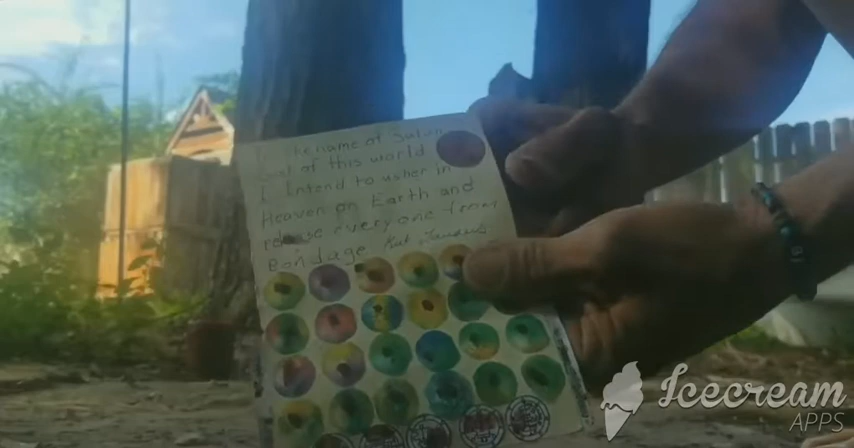 the name of
of this world
I Intend to usher in
Heaven on Earth and
everyone from
Bondage
Icecream
APPS